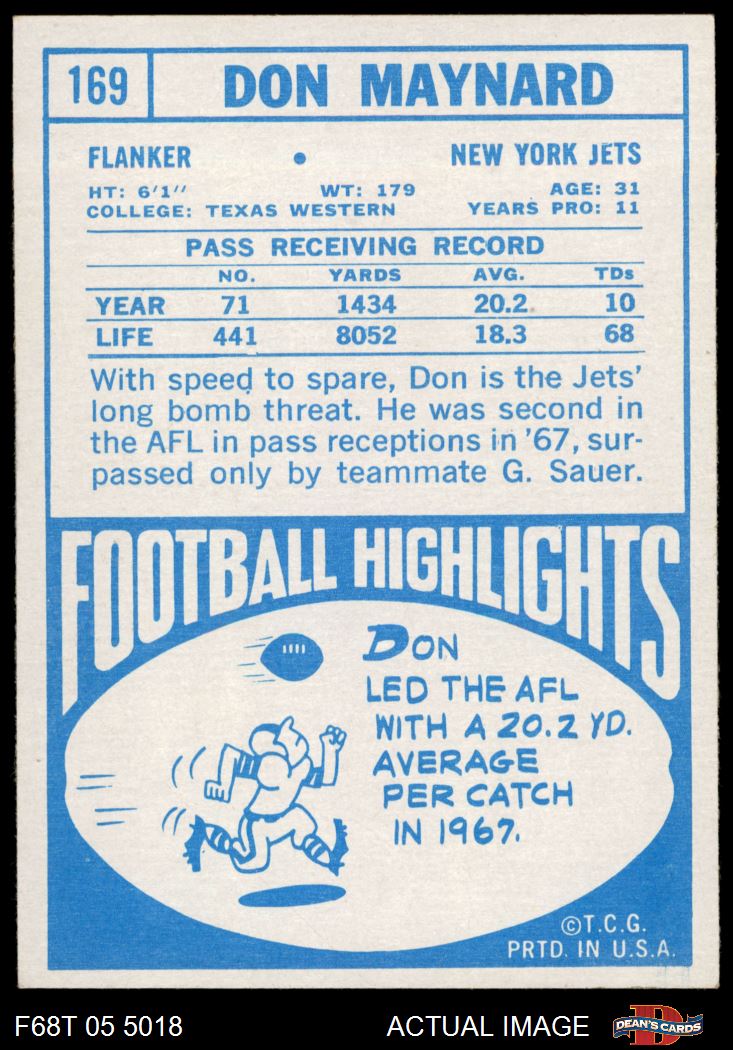 169 DON MAYNARD
FLANKER • NEW YORK JETS
HT: 6'1" WT: 179 AGE: 31
COLLEGE: TEXAS WESTERN YEARS PRO: 11
PASS RECEIVING RECORD
NO. YARDS AVG. TDs
YEAR 71 1434 20.2 10
LIFE 441 8052 18.3 68
With speed to spare, Don is the Jets'
long bomb threat. He was second in
the AFL in pass receptions in '67, sur-
passed only by teammate G. Sauer.
FOOTBALL HIGHLIGHTS
DON
LED THE AFL
WITH A 20.2 YD.
AVERAGE
PER CATCH
IN 1967.
©T.C.G.
PRTD. IN U.S.A.
F68T 05 5018 ACTUAL IMAGE D DEAN'S CARDS